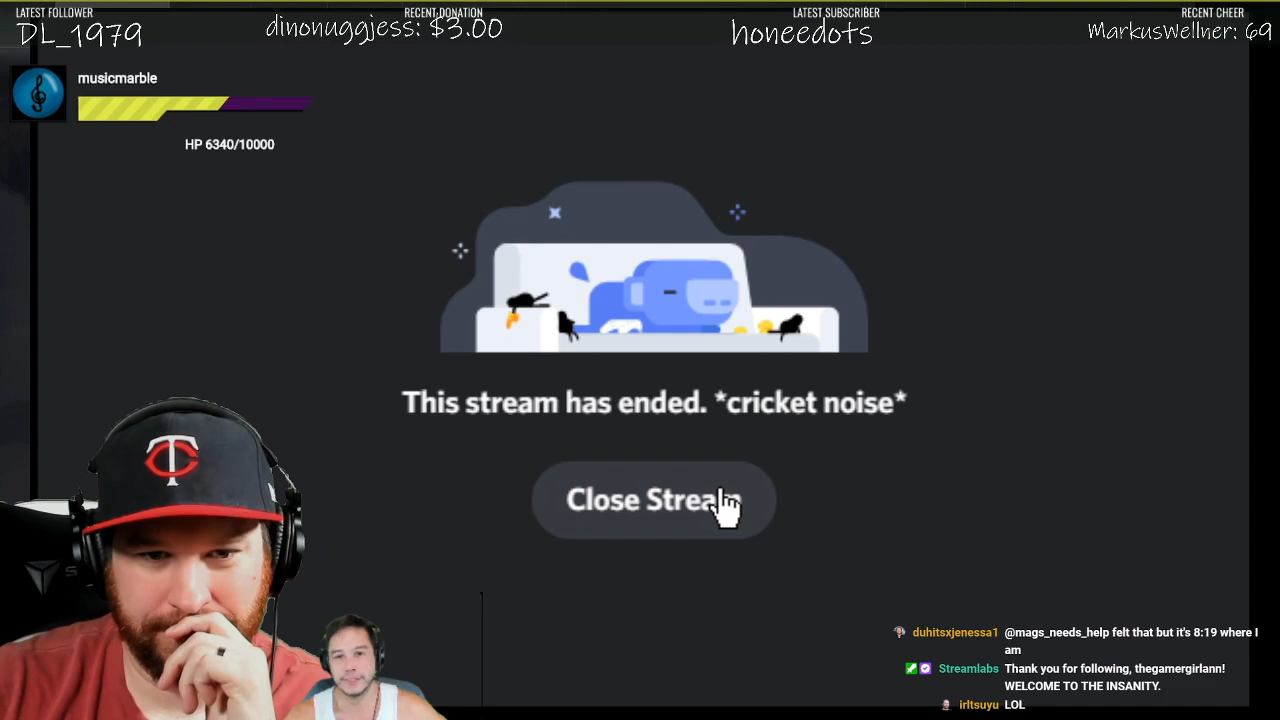 LATEST FOLLOWER
DL_1979
RECENT DONATION
dinonuggjess: $3.00
LATEST SUBSCRIBER
honeedots
RECENT CHEER
MarkusWellner: 69
musicmarble
HP 6340/10000
This stream has ended. *cricket noise*
Close Stream
TC
duhitsxjenessa1 @mags_needs_help felt that but it's 8:19 where I
am
Streamlabs Thank you for following, thegamergirlann!
WELCOME TO THE INSANITY.
irltsuyu LOL